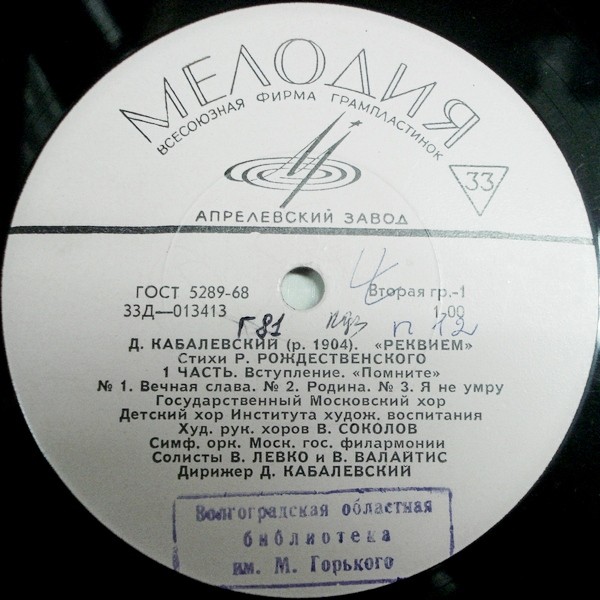 МЕЛОДИЯ
ВСЕСОЮЗНАЯ ФИРМА ГРАМПЛАСТИНОК
33
АПРЕЛЕВСКИЙ ЗАВОД
ГОСТ 5289-68 Вторая гр.-1
33Д—013413 1.00
Г81 п 12
Д. КАБАЛЕВСКИЙ (р. 1904). «РЕКВИЕМ»
Стихи Р. РОЖДЕСТВЕНСКОГО
1 ЧАСТЬ. Вступление. «Помните»
№ 1. Вечная слава. № 2. Родина. № 3. Я не умру
Государственный Московский хор
Детский хор Института худож. воспитания
Худ. рук. хоров В. СОКОЛОВ
Симф. орк. Моск. гос. филармонии
Солисты В. ЛЕВКО и В. ВАЛАЙТИС
Дирижер Д. КАБАЛЕВСКИЙ
Волгоградская областная
библиотека
им. М. Горького